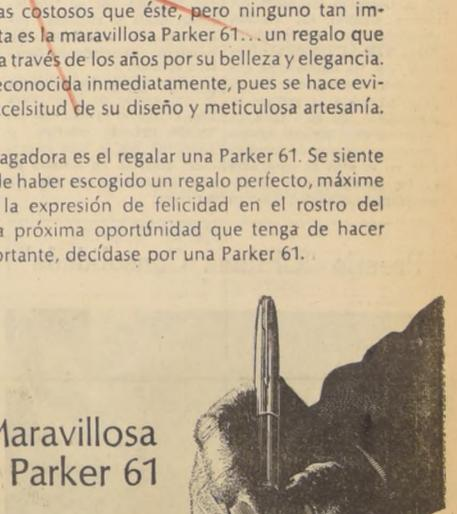 as costosos que éste, pero ninguno tan im-
ta es la maravillosa Parker 61... un regalo que
a través de los años por su belleza y elegancia.
econocida inmediatamente, pues se hace evi-
celsitud de su diseño y meticulosa artesanía.
agadora es el regalar una Parker 61. Se siente
de haber escogido un regalo perfecto, máxime
la expresión de felicidad en el rostro del
a próxima oportúnidad que tenga de hacer
ortante, decídase por una Parker 61.
Maravillosa
Parker 61